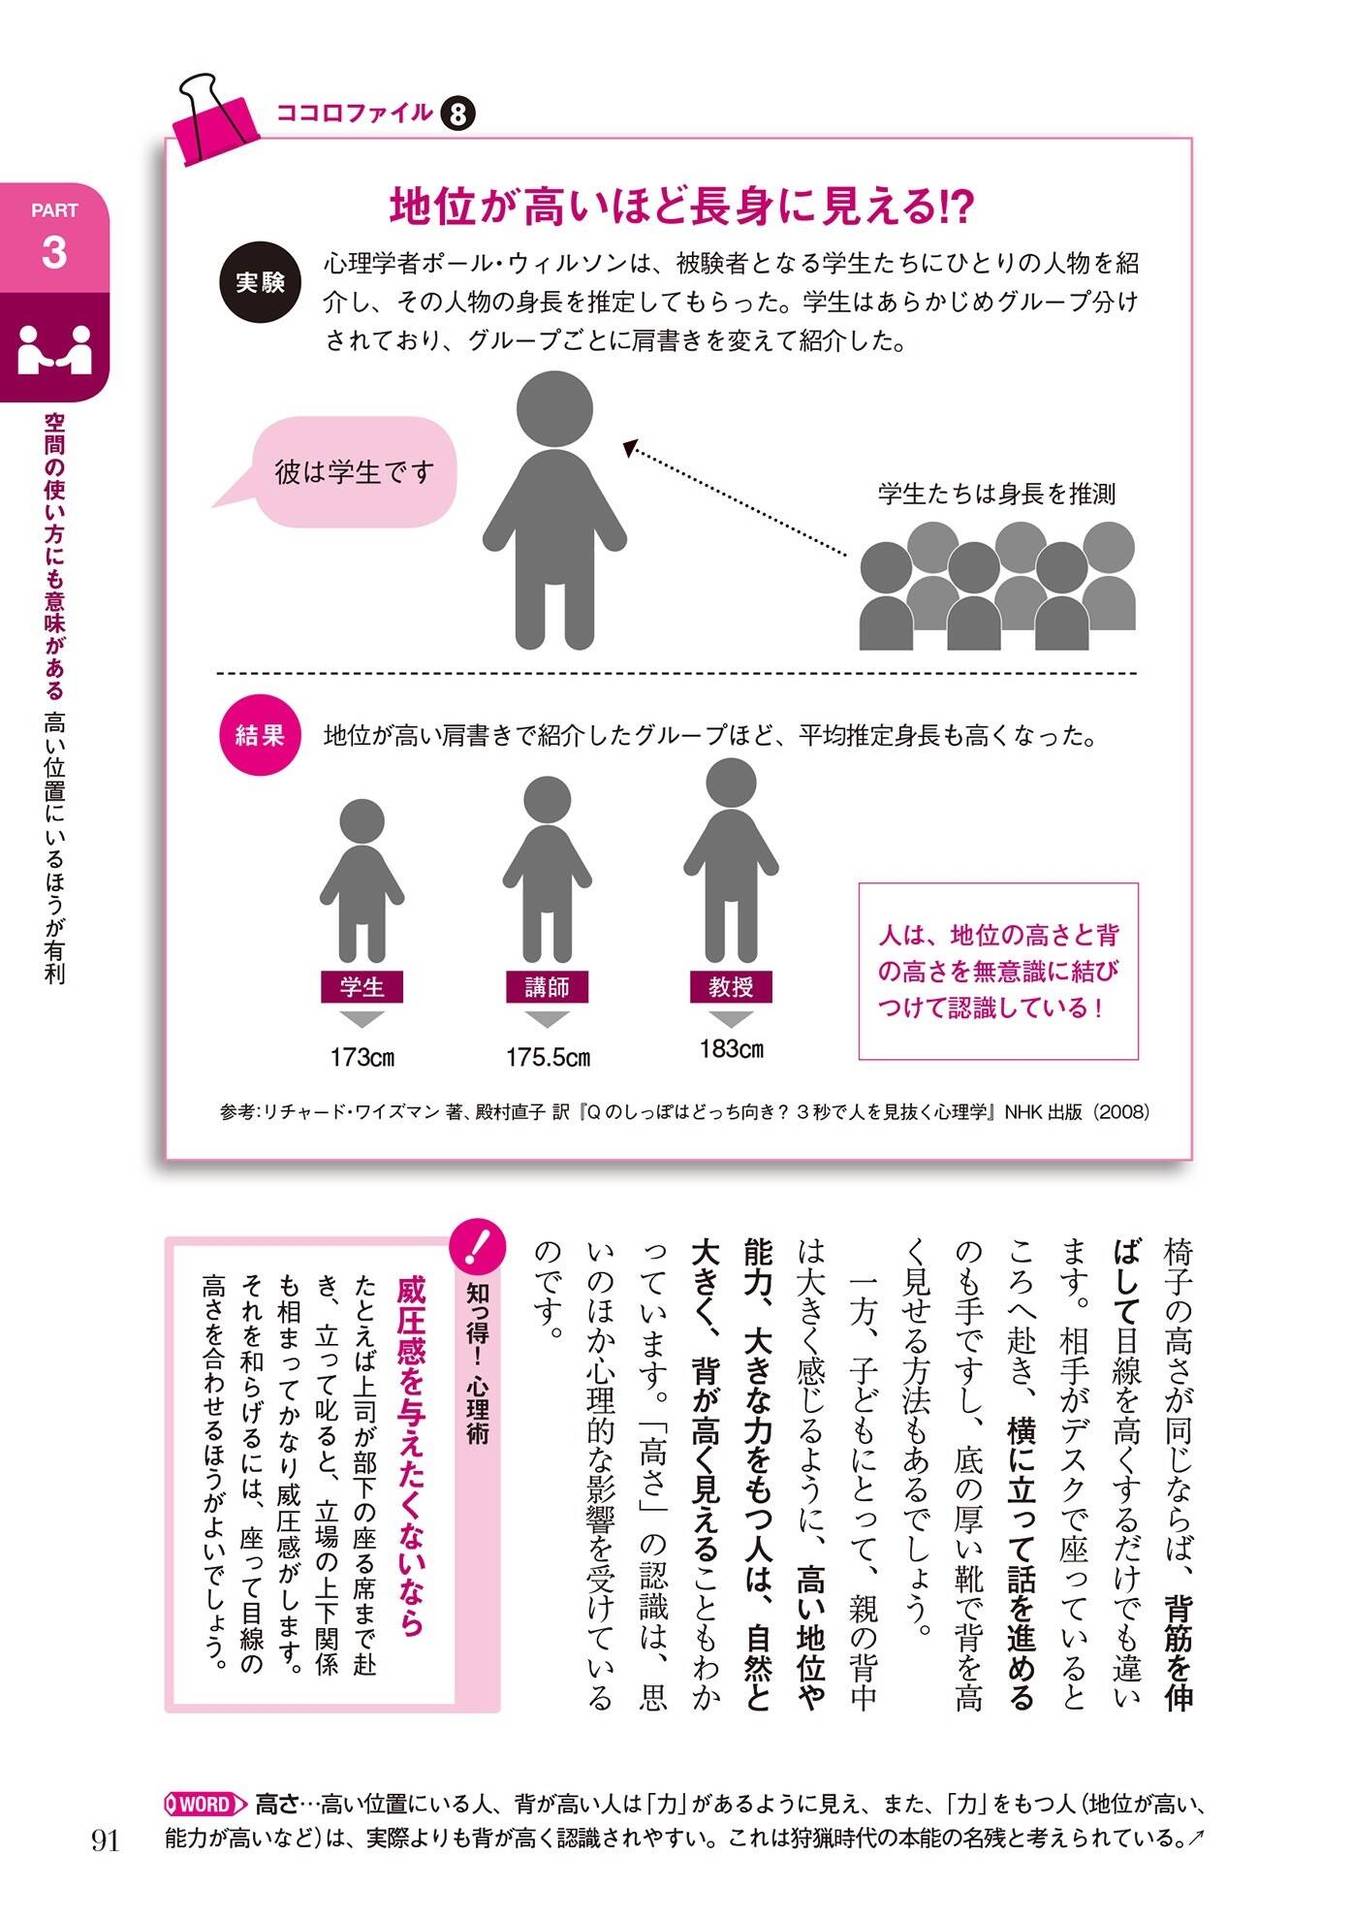 ココロファイル 8
地位が高いほど長身に見える!?
実験
心理学者ポール・ウィルソンは、被験者となる学生たちにひとりの人物を紹
介し、その人物の身長を推定してもらった。学生はあらかじめグループ分け
されており、グループごとに肩書きを変えて紹介した。
彼は学生です
学生たちは身長を推測
結果
地位が高い肩書きで紹介したグループほど、平均推定身長も高くなった。
学生
講師
教授
173㎝
175.5㎝
183㎝
人は、地位の高さと背
の高さを無意識に結び
つけて認識している!
参考:リチャード・ワイズマン 著、殿村直子 訳『Qのしっぽはどっち向き? 3秒で人を見抜く心理学』NHK出版(2008)
PART
3
空間の使い方にも意味がある 高い位置にいるほうが有利
椅子の高さが同じならば、背筋を伸
ばして目線を高くするだけでも違い
ます。相手がデスクで座っていると
ころへ赴き、横に立って話を進める
のも手ですし、底の厚い靴で背を高
く見せる方法もあるでしょう。
一方、子どもにとって、親の背中
は大きく感じるように、高い地位や
能力、大きな力をもつ人は、自然と
大きく、背が高く見えることもわか
っています。「高さ」の認識は、思
いのほか心理的な影響を受けている
のです。
!
知っ得! 心理術
威圧感を与えたくないなら
たとえば上司が部下の座る席まで赴
き、立って叱ると、立場の上下関係
も相まってかなり威圧感がします。
それを和らげるには、座って目線の
高さを合わせるほうがよいでしょう。
WORD 高さ…高い位置にいる人、背が高い人は「力」があるように見え、また、「力」をもつ人(地位が高い、
能力が高いなど)は、実際よりも背が高く認識されやすい。これは狩猟時代の本能の名残と考えられている。↗
91